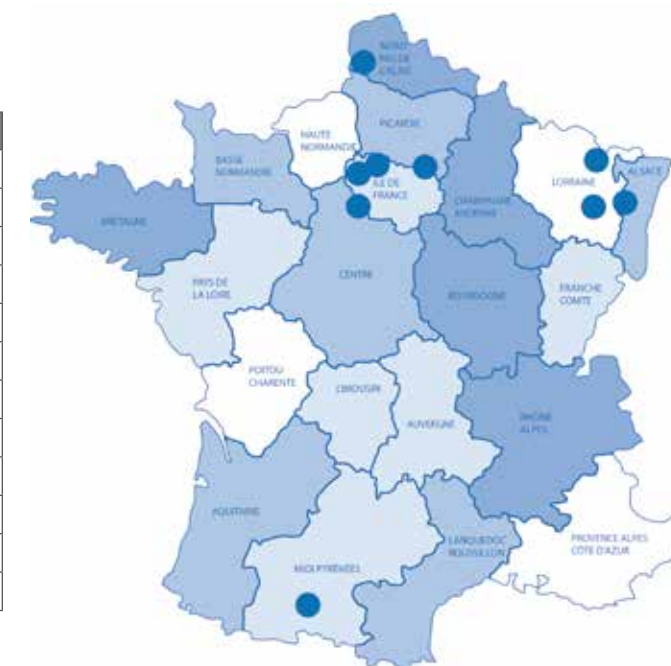 NORD
PAS DE
CALAIS
PICARDIE
HAUTE
NORMANDIE
BASSE
NORMANDIE
ILE DE
FRANCE
CHAMPAGNE
ARDENNE
LORRAINE
ALSACE
BRETAGNE
PAYS DE
LA LOIRE
CENTRE
BOURGOGNE
FRANCHE
COMTE
POITOU
CHARENTE
LIMOUSIN
AUVERGNE
RHONE
ALPES
AQUITAINE
MIDI PYRÉNÉES
LANGUEDOC
ROUSSILLON
PROVENCE ALPES
CÔTE D'AZUR